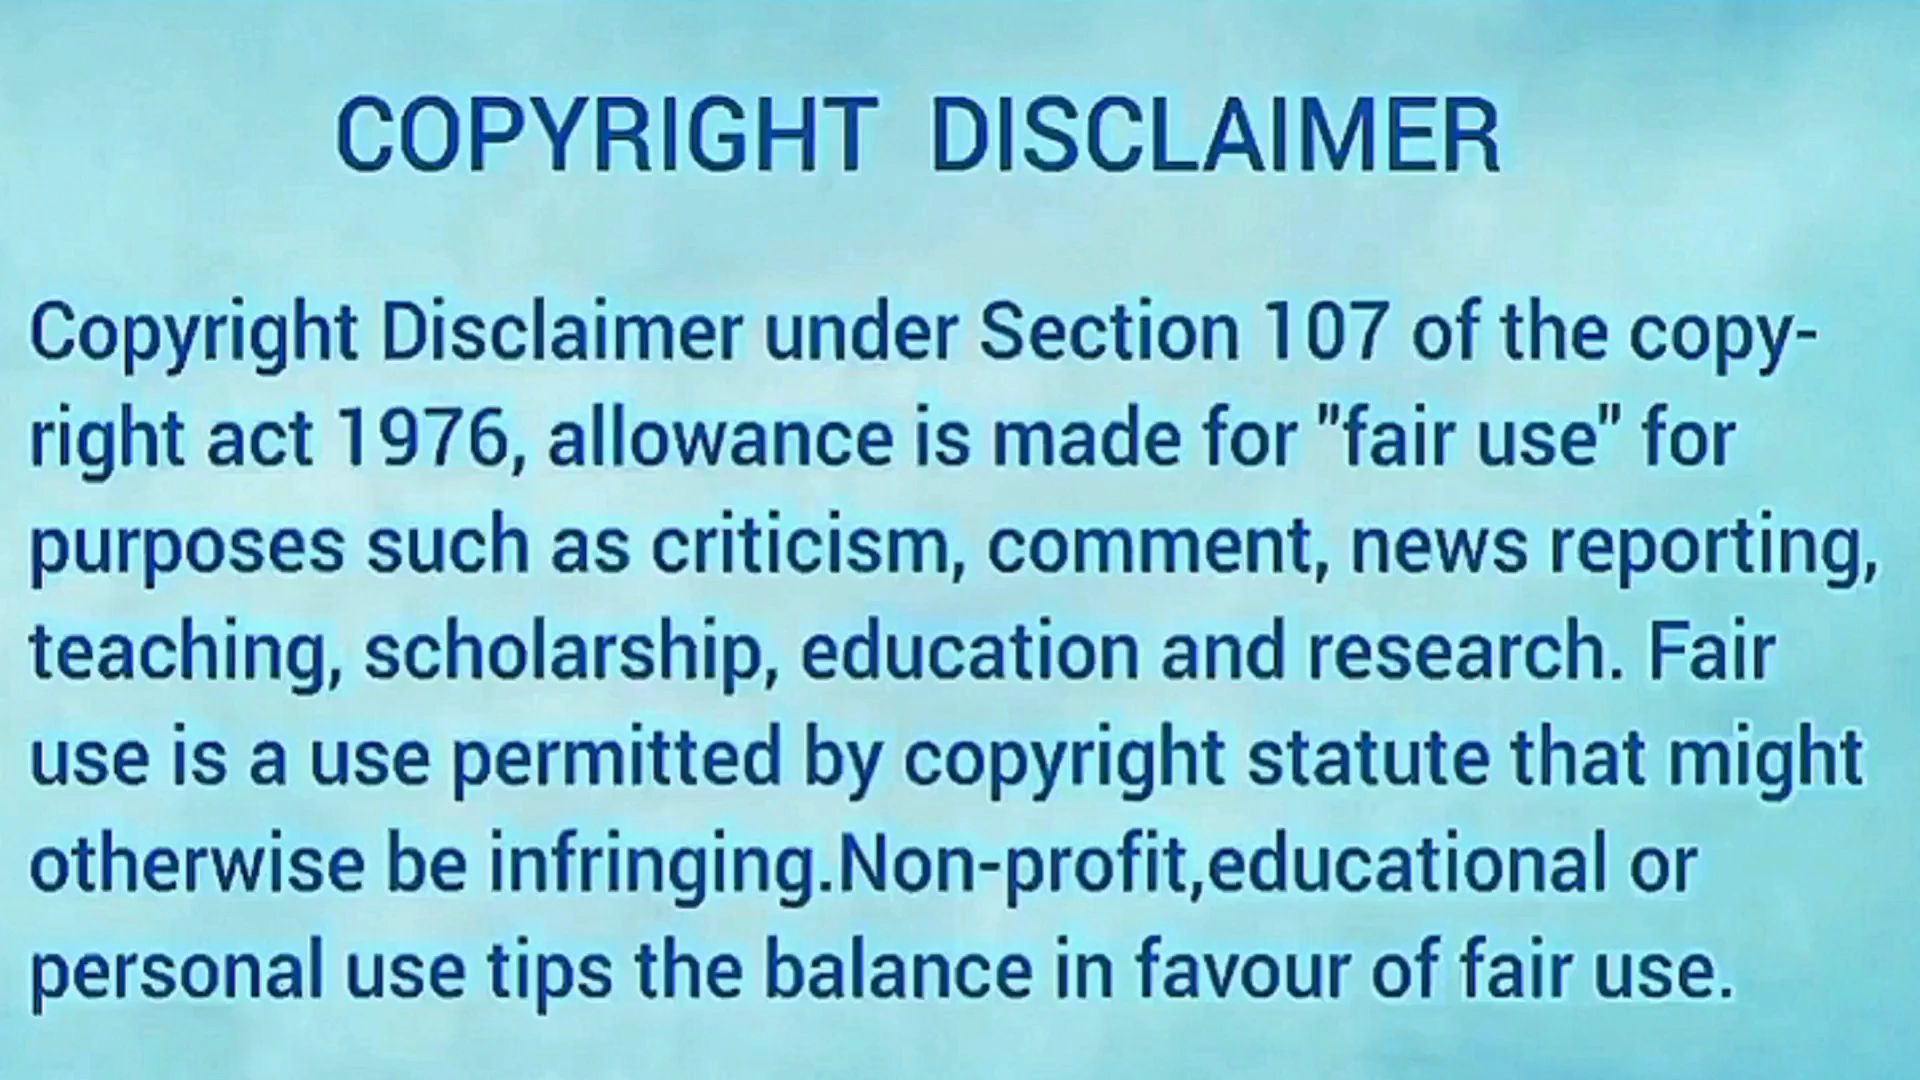 COPYRIGHT DISCLAIMER
Copyright Disclaimer under Section 107 of the copy-
right act 1976, allowance is made for "fair use" for
purposes such as criticism, comment, news reporting,
teaching, scholarship, education and research. Fair
use is a use permitted by copyright statute that might
otherwise be infringing.Non-profit,educational or
personal use tips the balance in favour of fair use.